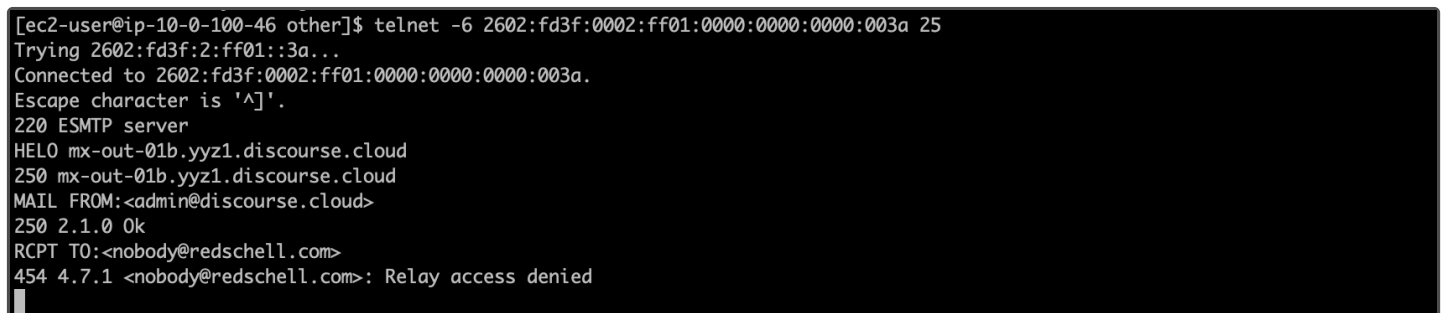 [ec2-user@ip-10-0-100-46 other]$ telnet -6 2602:fd3f:0002:ff01:0000:0000:0000:003a 25
Trying 2602:fd3f:2:ff01::3a...
Connected to 2602:fd3f:0002:ff01:0000:0000:0000:003a.
Escape character is '^]'.
220 ESMTP server
HELO mx-out-01b.yyz1.discourse.cloud
250 mx-out-01b.yyz1.discourse.cloud
MAIL FROM:<admin@discourse.cloud>
250 2.1.0 Ok
RCPT TO:<nobody@redschell.com>
454 4.7.1 <nobody@redschell.com>: Relay access denied